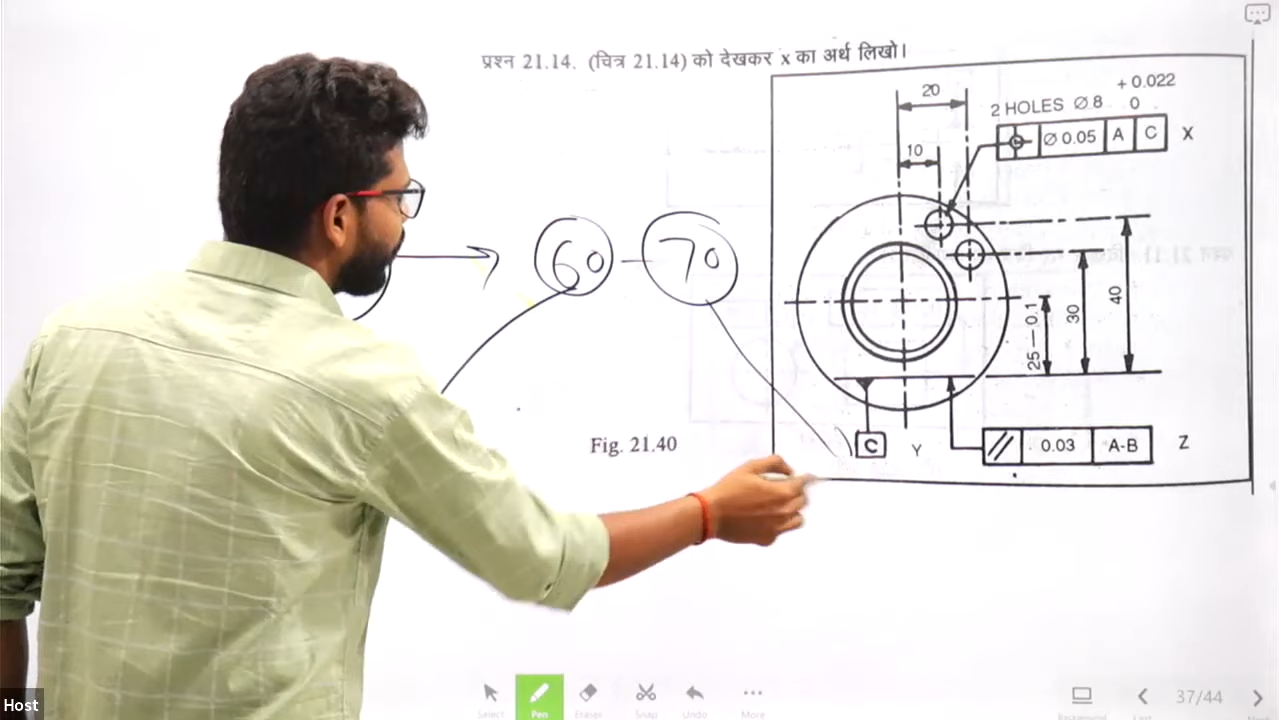 प्रश्न 21.14. (चित्र 21.14) को देखकर x का अर्थ लिखो।
20
+ 0.022
2 HOLES ∅ 8 0
⌖ ∅ 0.05 A C X
10
60 - 70
25 — 0.1
30
40
Fig. 21.40
C Y
// 0.03 A-B Z
Host
Select
Pen
Eraser
Snap
Undo
More
Background
37/44